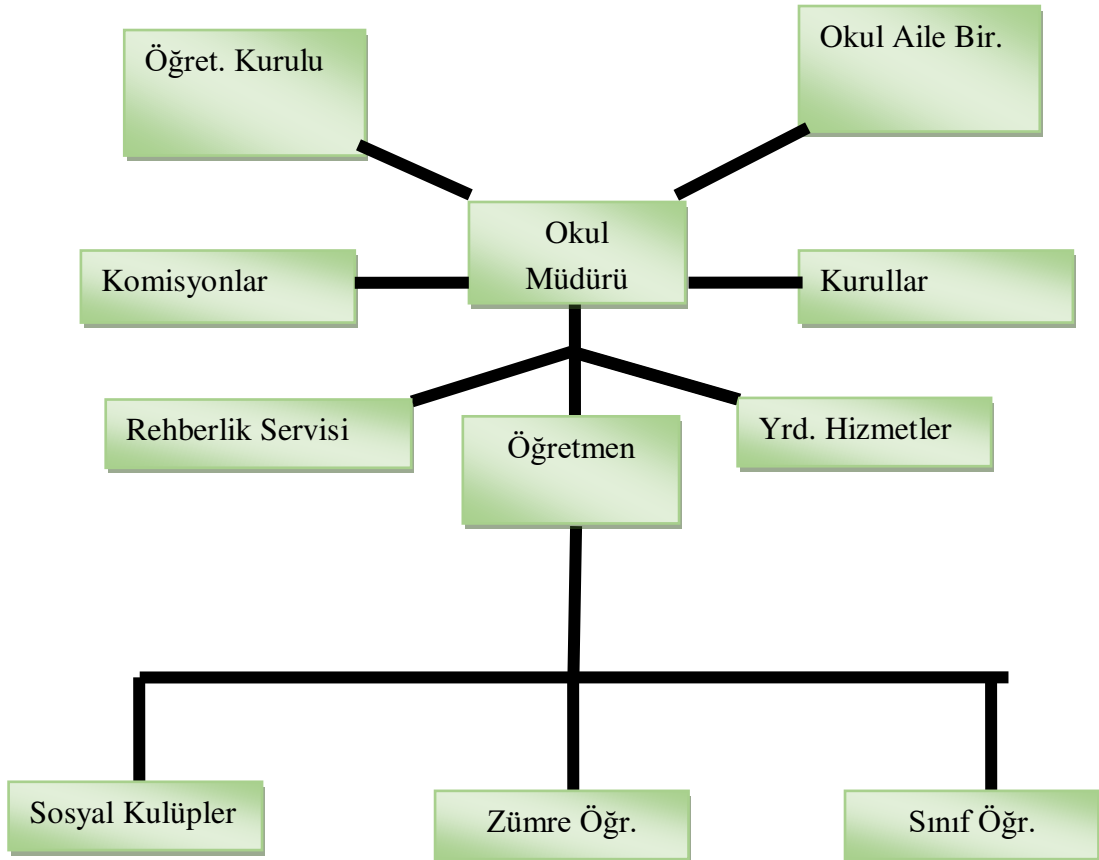 Öğret. Kurulu
Okul Aile Bir.
Okul
Müdürü
Komisyonlar
Kurullar
Rehberlik Servisi
Öğretmen
Yrd. Hizmetler
Sosyal Kulüpler
Zümre Öğr.
Sınıf Öğr.